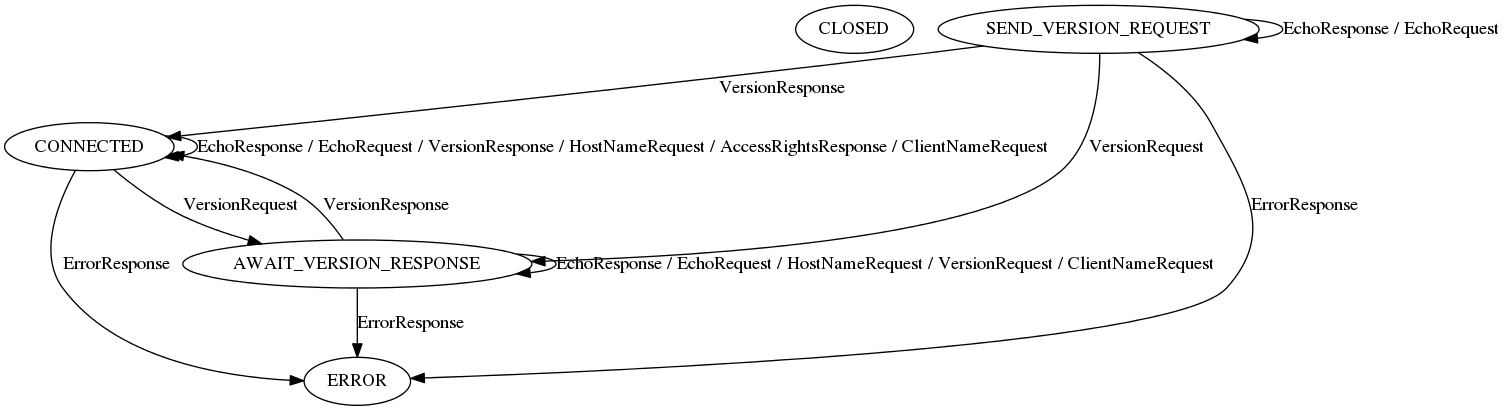 CLOSED
SEND_VERSION_REQUEST
EchoResponse / EchoRequest
VersionResponse
CONNECTED
EchoResponse / EchoRequest / VersionResponse / HostNameRequest / AccessRightsResponse / ClientNameRequest
VersionRequest
VersionRequest
VersionResponse
ErrorResponse
ErrorResponse
AWAIT_VERSION_RESPONSE
EchoResponse / EchoRequest / HostNameRequest / VersionRequest / ClientNameRequest
ErrorResponse
ERROR